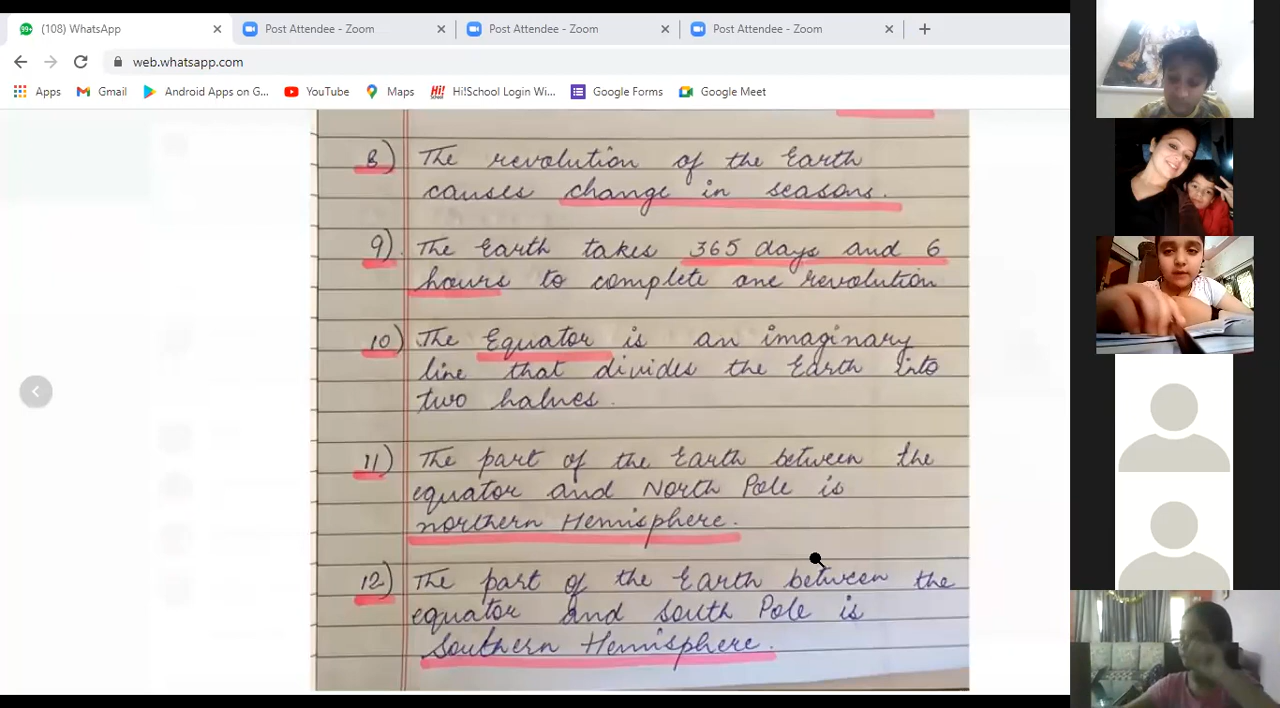 99+ (108) WhatsApp
Post Attendee - Zoom
Post Attendee - Zoom
Post Attendee - Zoom
web.whatsapp.com
Apps
Gmail
Android Apps on G...
YouTube
Maps
Hi! Hi!School Login Wi...
Google Forms
Google Meet
8) The revolution of the Earth
causes change in seasons.
9) The Earth takes 365 days and 6
hours to complete one revolution
10) The Equator is an imaginary
line that divides the Earth into
two halves.
11) The part of the Earth between the
equator and North Pole is
northern Hemisphere.
12) The part of the Earth between the
equator and south Pole is
southern Hemisphere.